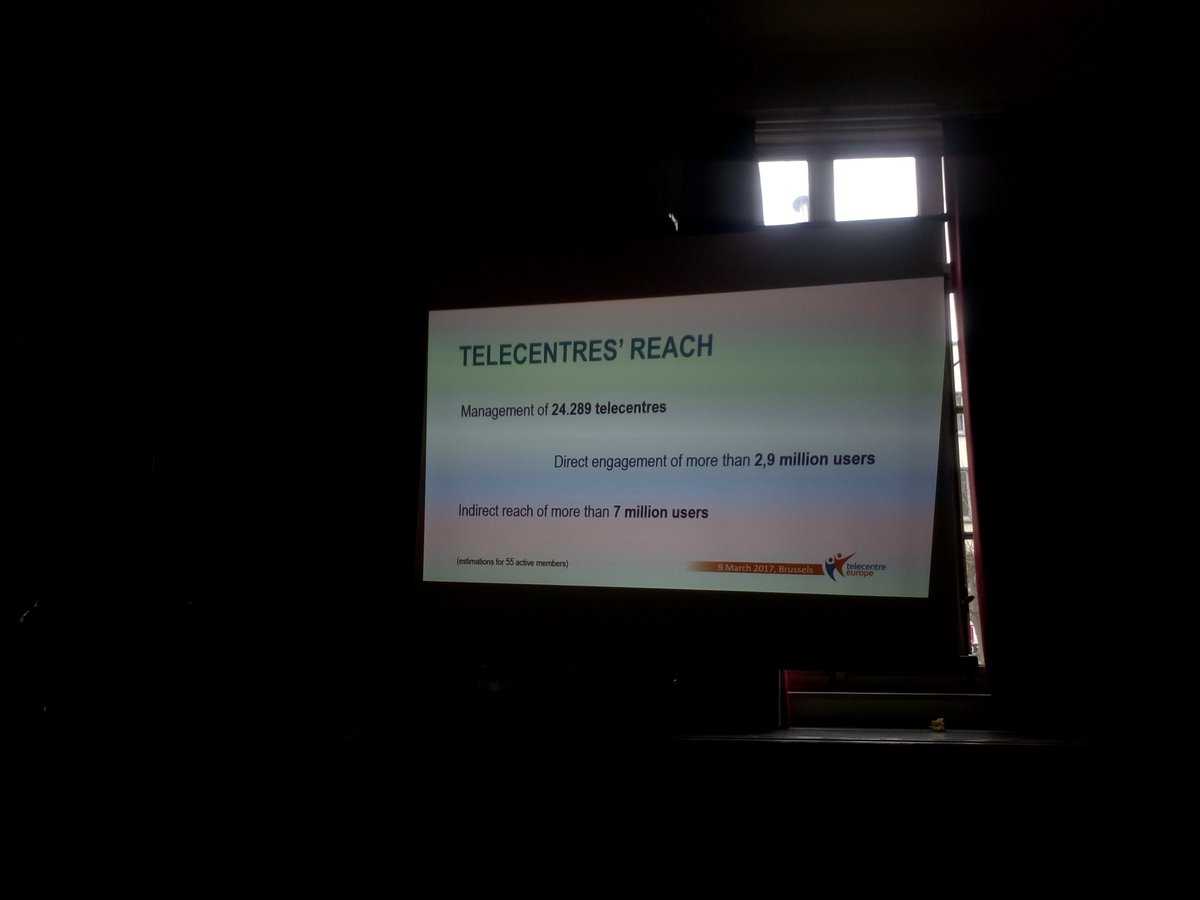 TELECENTRES’ REACH
Management of 24.289 telecentres
Direct engagement of more than 2,9 million users
Indirect reach of more than 7 million users
(estimations for 55 active members)
9 March 2017, Brussels
telecentre
europe